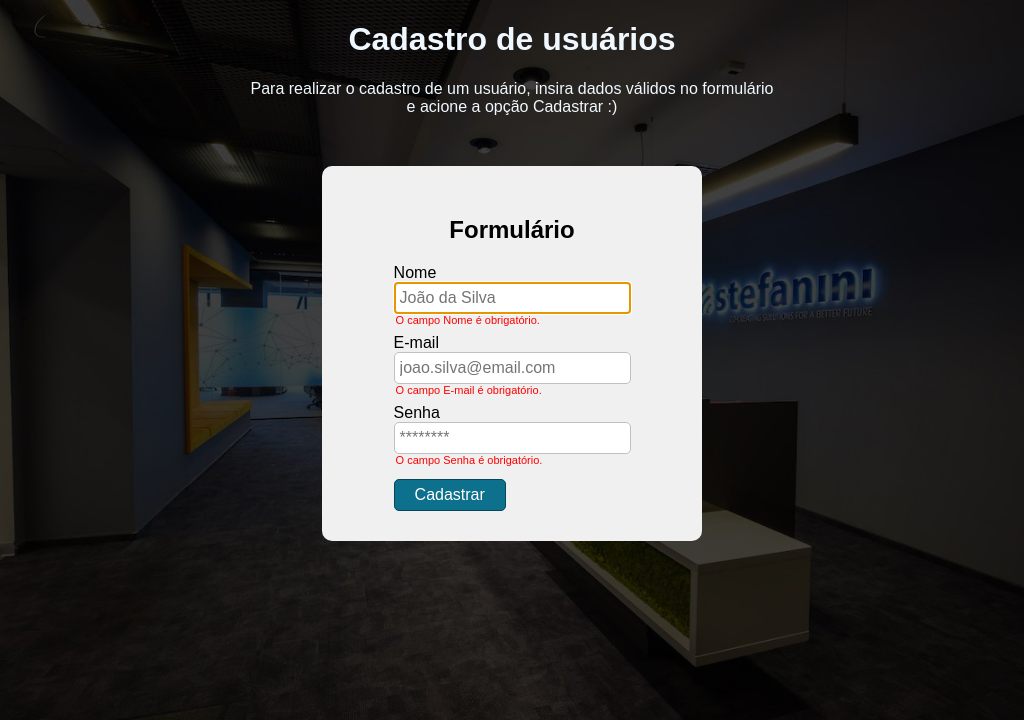 Cadastro de usuários
Para realizar o cadastro de um usuário, insira dados válidos no formulário
e acione a opção Cadastrar :)
Formulário
Nome
João da Silva
O campo Nome é obrigatório.
E-mail
joao.silva@email.com
O campo E-mail é obrigatório.
Senha
********
O campo Senha é obrigatório.
Cadastrar
stefanini
SOLUTIONS FOR A BETTER FUTURE